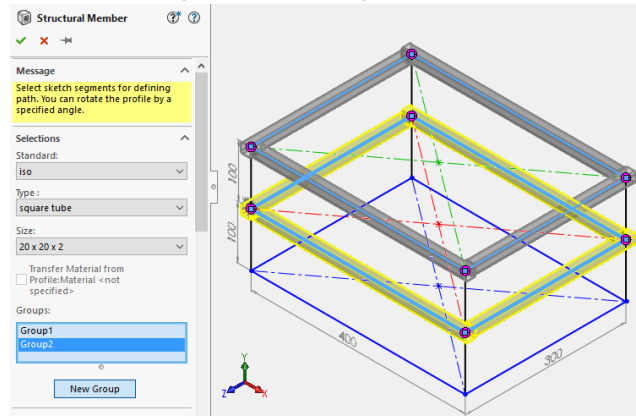 Structural Member
Message
Select sketch segments for defining
path. You can rotate the profile by a
specified angle.
Selections
Standard:
iso
Type :
square tube
Size:
20 x 20 x 2
Transfer Material from
Profile:Material <not
specified>
Groups:
Group1
Group2
New Group
100
100
400
300
Y
Z
X